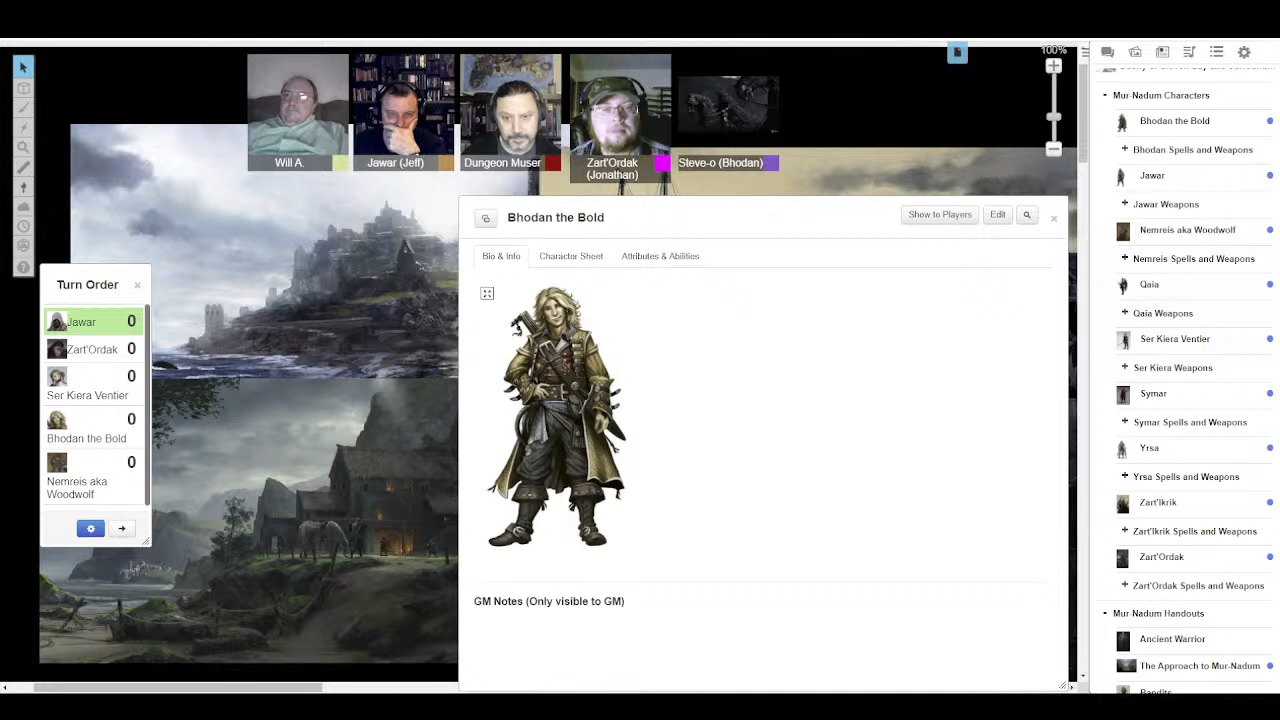 100%
Will A.
Jawar (Jeff)
Dungeon Muser
Zart'Ordak
(Jonathan)
Steve-o (Bhodan)
Bhodan the Bold
Show to Players
Edit
Bio & Info
Character Sheet
Attributes & Abilities
GM Notes (Only visible to GM)
Turn Order
Jawar 0
Zart'Ordak 0
0
Ser Kiera Ventier
0
Bhodan the Bold
0
Nemreis aka
Woodwolf
Mur-Nadum Characters
Bhodan the Bold
Bhodan Spells and Weapons
Jawar
Jawar Weapons
Nemreis aka Woodwolf
Nemreis Spells and Weapons
Qaia
Qaia Weapons
Ser Kiera Ventier
Ser Kiera Weapons
Symar
Symar Spells and Weapons
Yrsa
Yrsa Spells and Weapons
Zart'Ikrik
Zart'Ikrik Spells and Weapons
Zart'Ordak
Zart'Ordak Spells and Weapons
Mur-Nadum Handouts
Ancient Warrior
The Approach to Mur-Nadum
Bandits